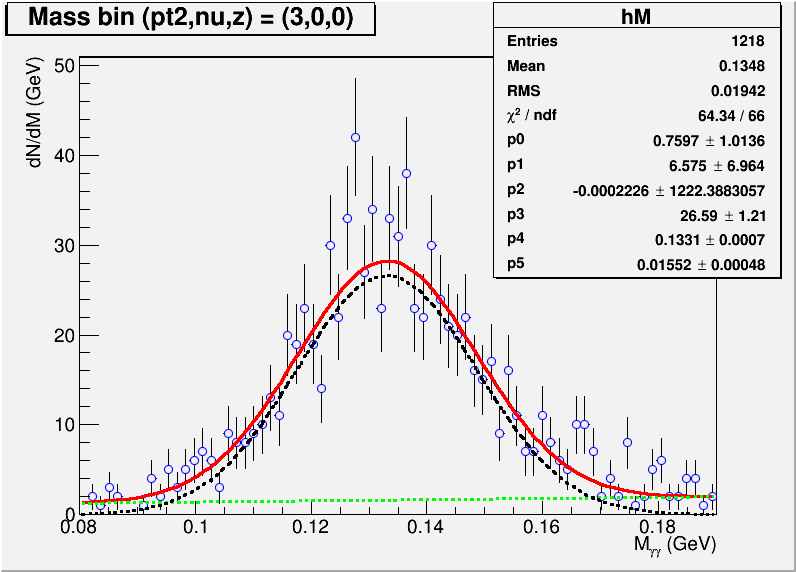 Mass bin (pt2,nu,z) = (3,0,0)
hM
Entries 1218
Mean 0.1348
RMS 0.01942
χ² / ndf 64.34 / 66
p0 0.7597 ± 1.0136
p1 6.575 ± 6.964
p2 -0.0002226 ± 1222.3883057
p3 26.59 ± 1.21
p4 0.1331 ± 0.0007
p5 0.01552 ± 0.00048
dN/dM (GeV)
50
40
30
20
10
0
0.08 0.1 0.12 0.14 0.16 0.18
Mγγ (GeV)